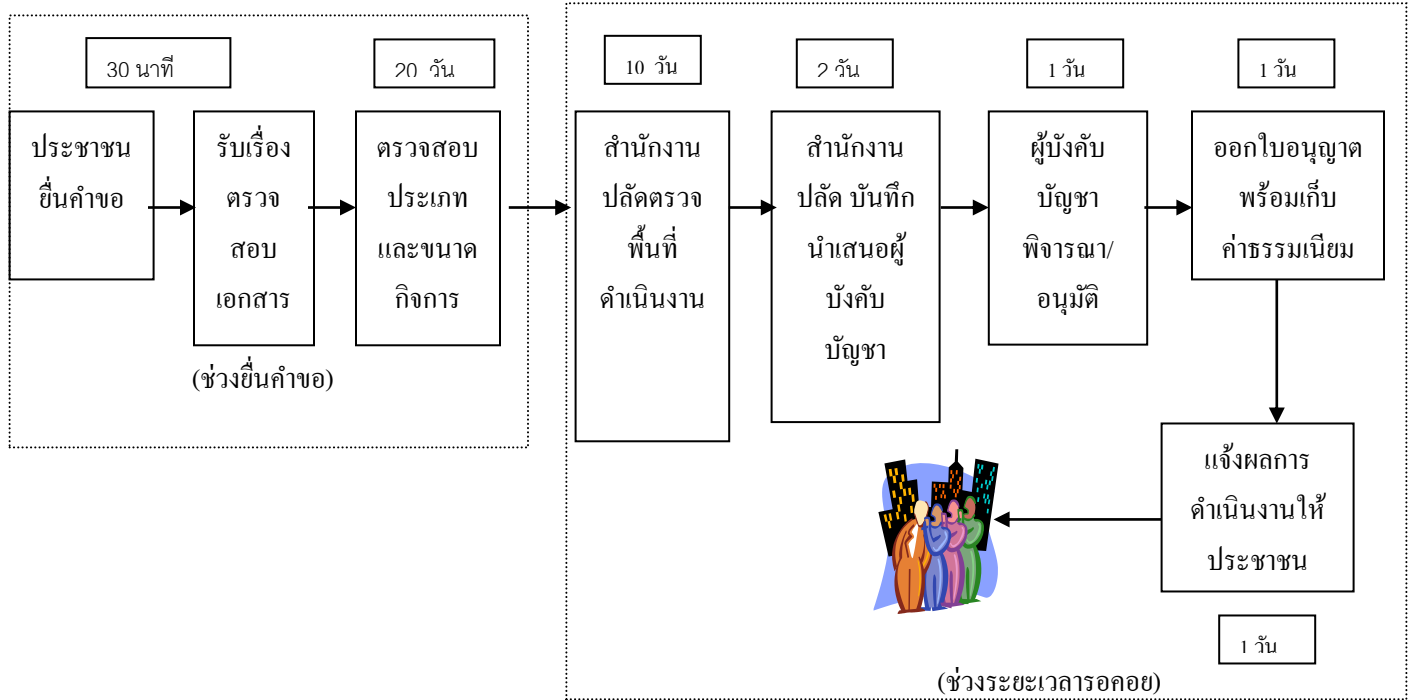 30 นาที
20 วัน
10 วัน
2 วัน
1 วัน
1 วัน
ประชาชน
ยื่นคำขอ
รับเรื่อง
ตรวจ
สอบ
เอกสาร
ตรวจสอบ
ประเภท
และขนาด
กิจการ
(ช่วงยื่นคำขอ)
สำนักงาน
ปลัดตรวจ
พื้นที่
ดำเนินงาน
สำนักงาน
ปลัด บันทึก
นำเสนอผู้
บังคับ
บัญชา
ผู้บังคับ
บัญชา
พิจารณา/
อนุมัติ
ออกใบอนุญาต
พร้อมเก็บ
ค่าธรรมเนียม
แจ้งผลการ
ดำเนินงานให้
ประชาชน
1 วัน
(ช่วงระยะเวลารอคอย)